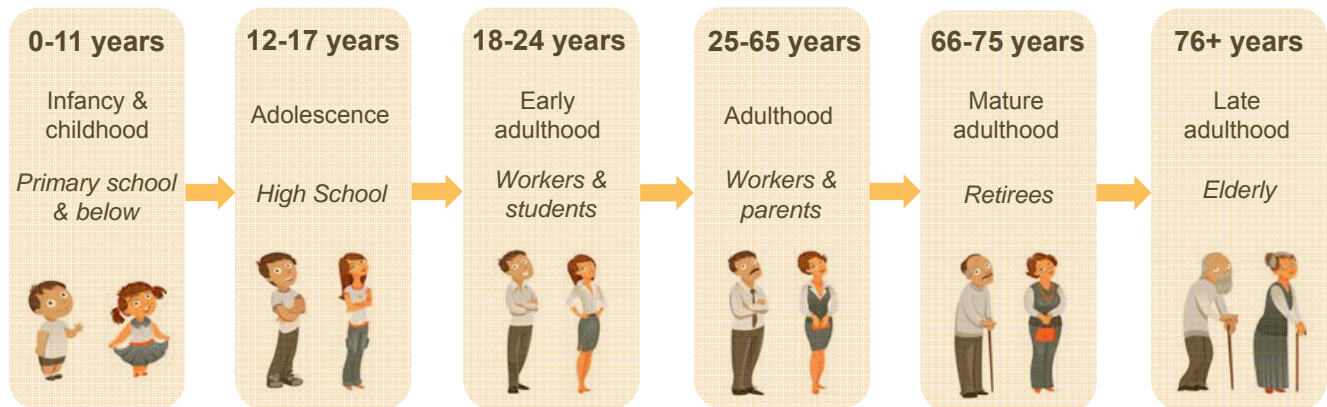 0-11 years
Infancy &
childhood
Primary school
& below
12-17 years
Adolescence
High School
18-24 years
Early
adulthood
Workers &
students
25-65 years
Adulthood
Workers &
parents
66-75 years
Mature
adulthood
Retirees
76+ years
Late
adulthood
Elderly